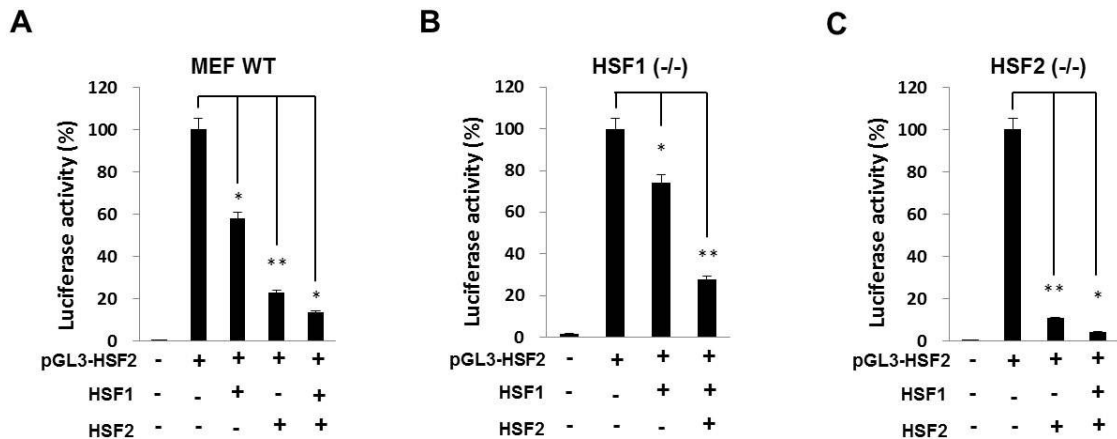 A
MEF WT
Luciferase activity (%)
120
100
80
60
40
20
0
*
**
*
pGL3-HSF2 - + + + +
HSF1 - - + - +
HSF2 - - - + +
B
HSF1 (-/-)
Luciferase activity (%)
120
100
80
60
40
20
0
*
**
pGL3-HSF2 - + + +
HSF1 - - + +
HSF2 - - - +
C
HSF2 (-/-)
Luciferase activity (%)
120
100
80
60
40
20
0
**
*
pGL3-HSF2 - + + +
HSF1 - - - +
HSF2 - - + +